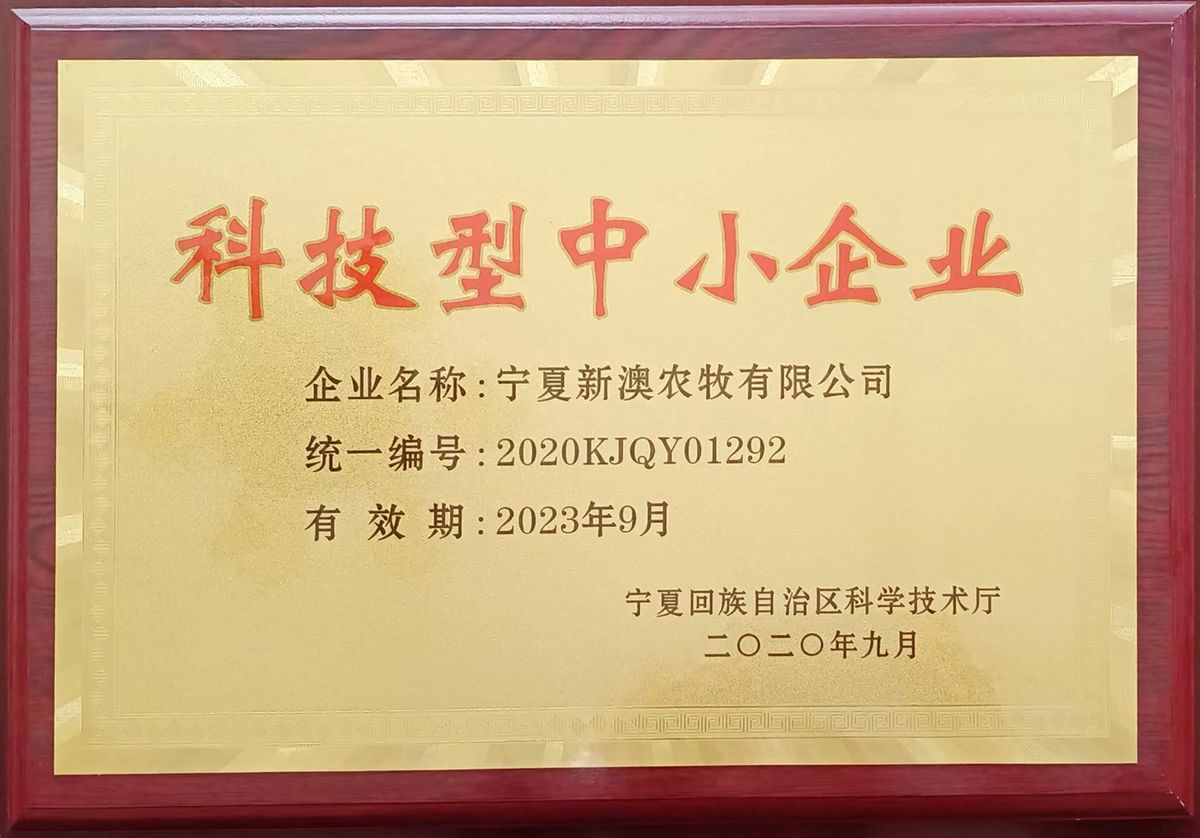 科技型中小企业
企业名称:宁夏新澳农牧有限公司
统一编号:2020KJQY01292
有 效 期:2023年9月
宁夏回族自治区科学技术厅
二〇二〇年九月